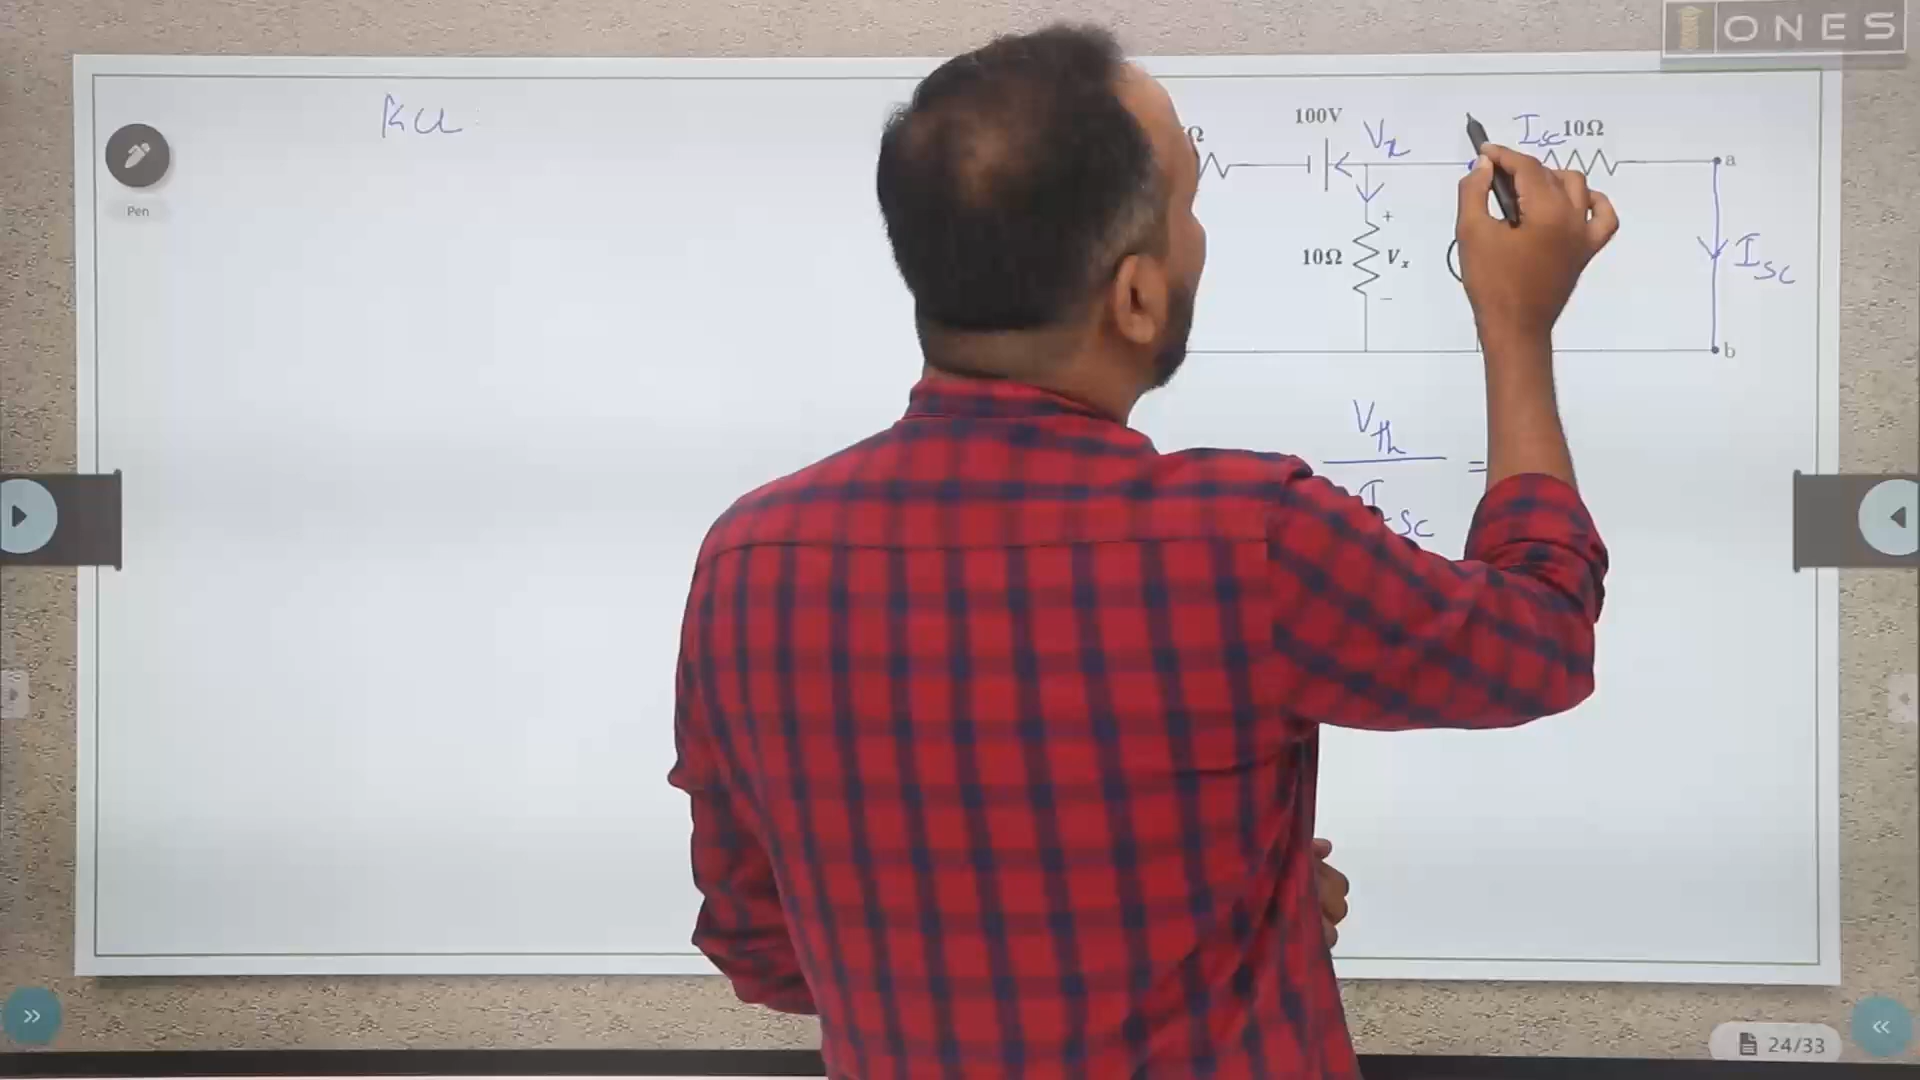 ONES
KCL :
Pen
Ω
100V
Vx
Isc
10Ω
a
+
10Ω
Vx
−
Isc
b
Vth
=
Isc
24/33